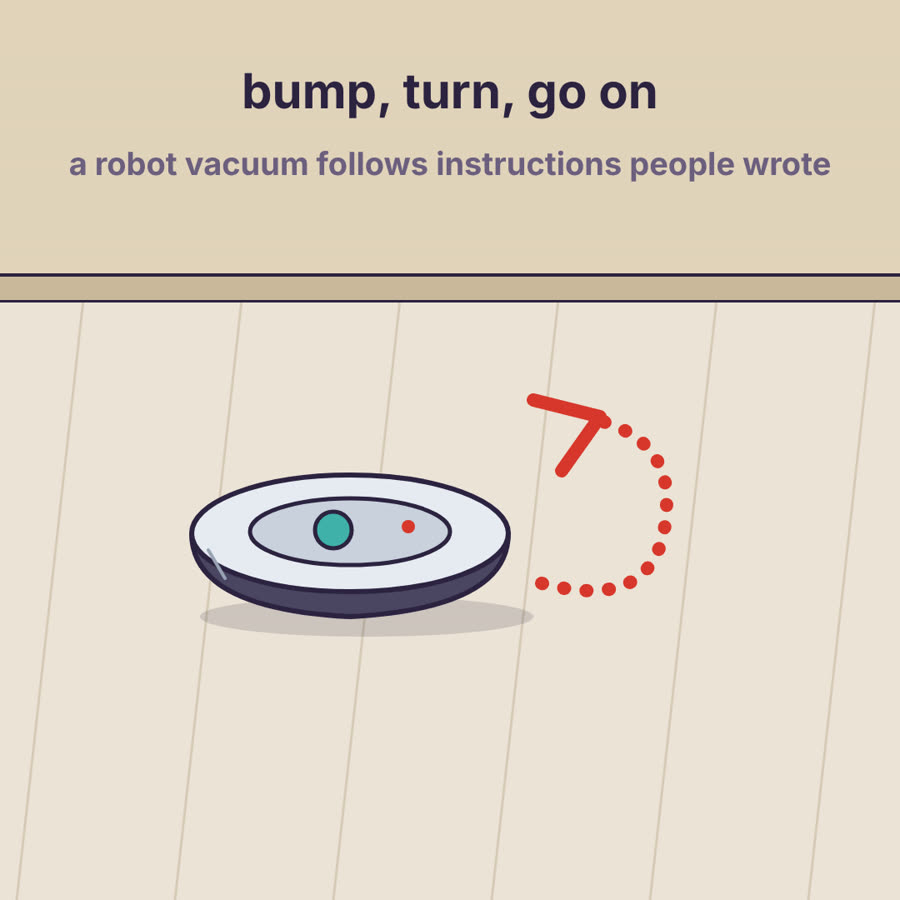 bump, turn, go on
a robot vacuum follows instructions people wrote